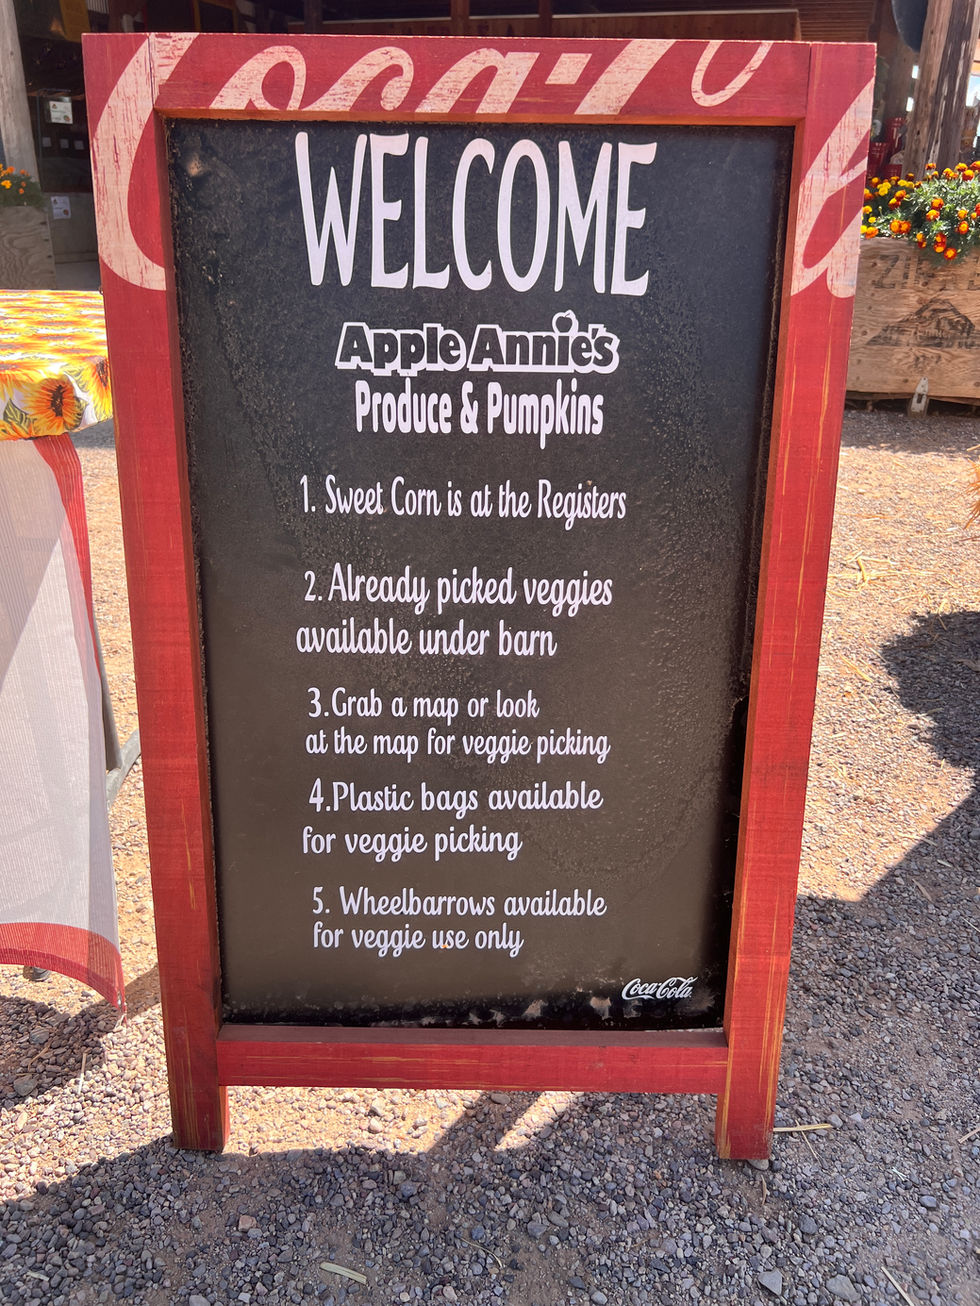 Coca-Cola
WELCOME
Apple Annie's
Produce & Pumpkins
1. Sweet Corn is at the Registers
2. Already picked veggies
available under barn
3.Grab a map or look
at the map for veggie picking
4.Plastic bags available
for veggie picking
5. Wheelbarrows available
for veggie use only
Coca-Cola